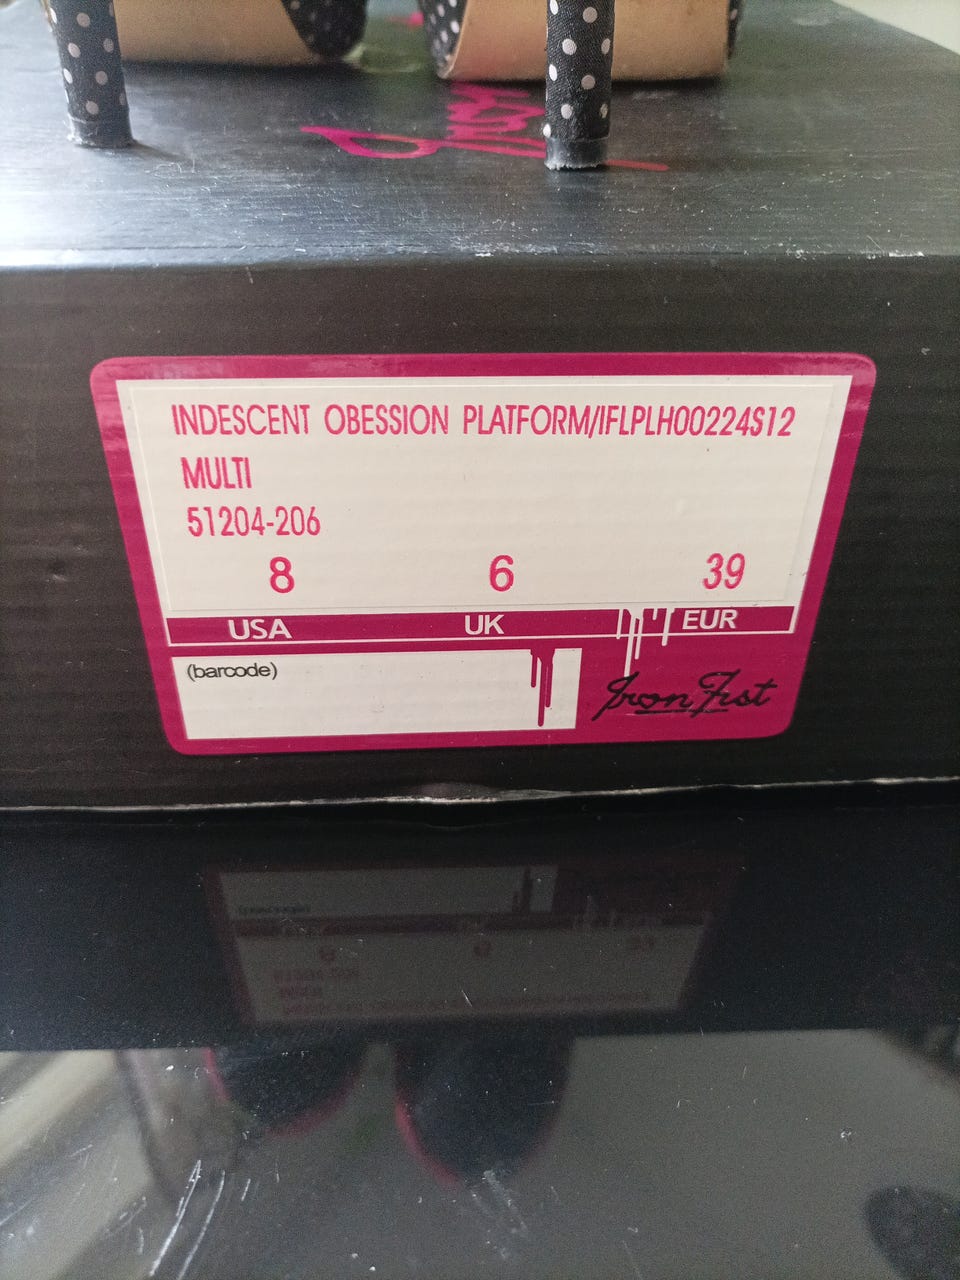 INDESCENT OBESSION PLATFORM/IFLPLH00224S12
MULTI
51204-206
8 6 39
USA UK EUR
(barcode)
Iron Fist